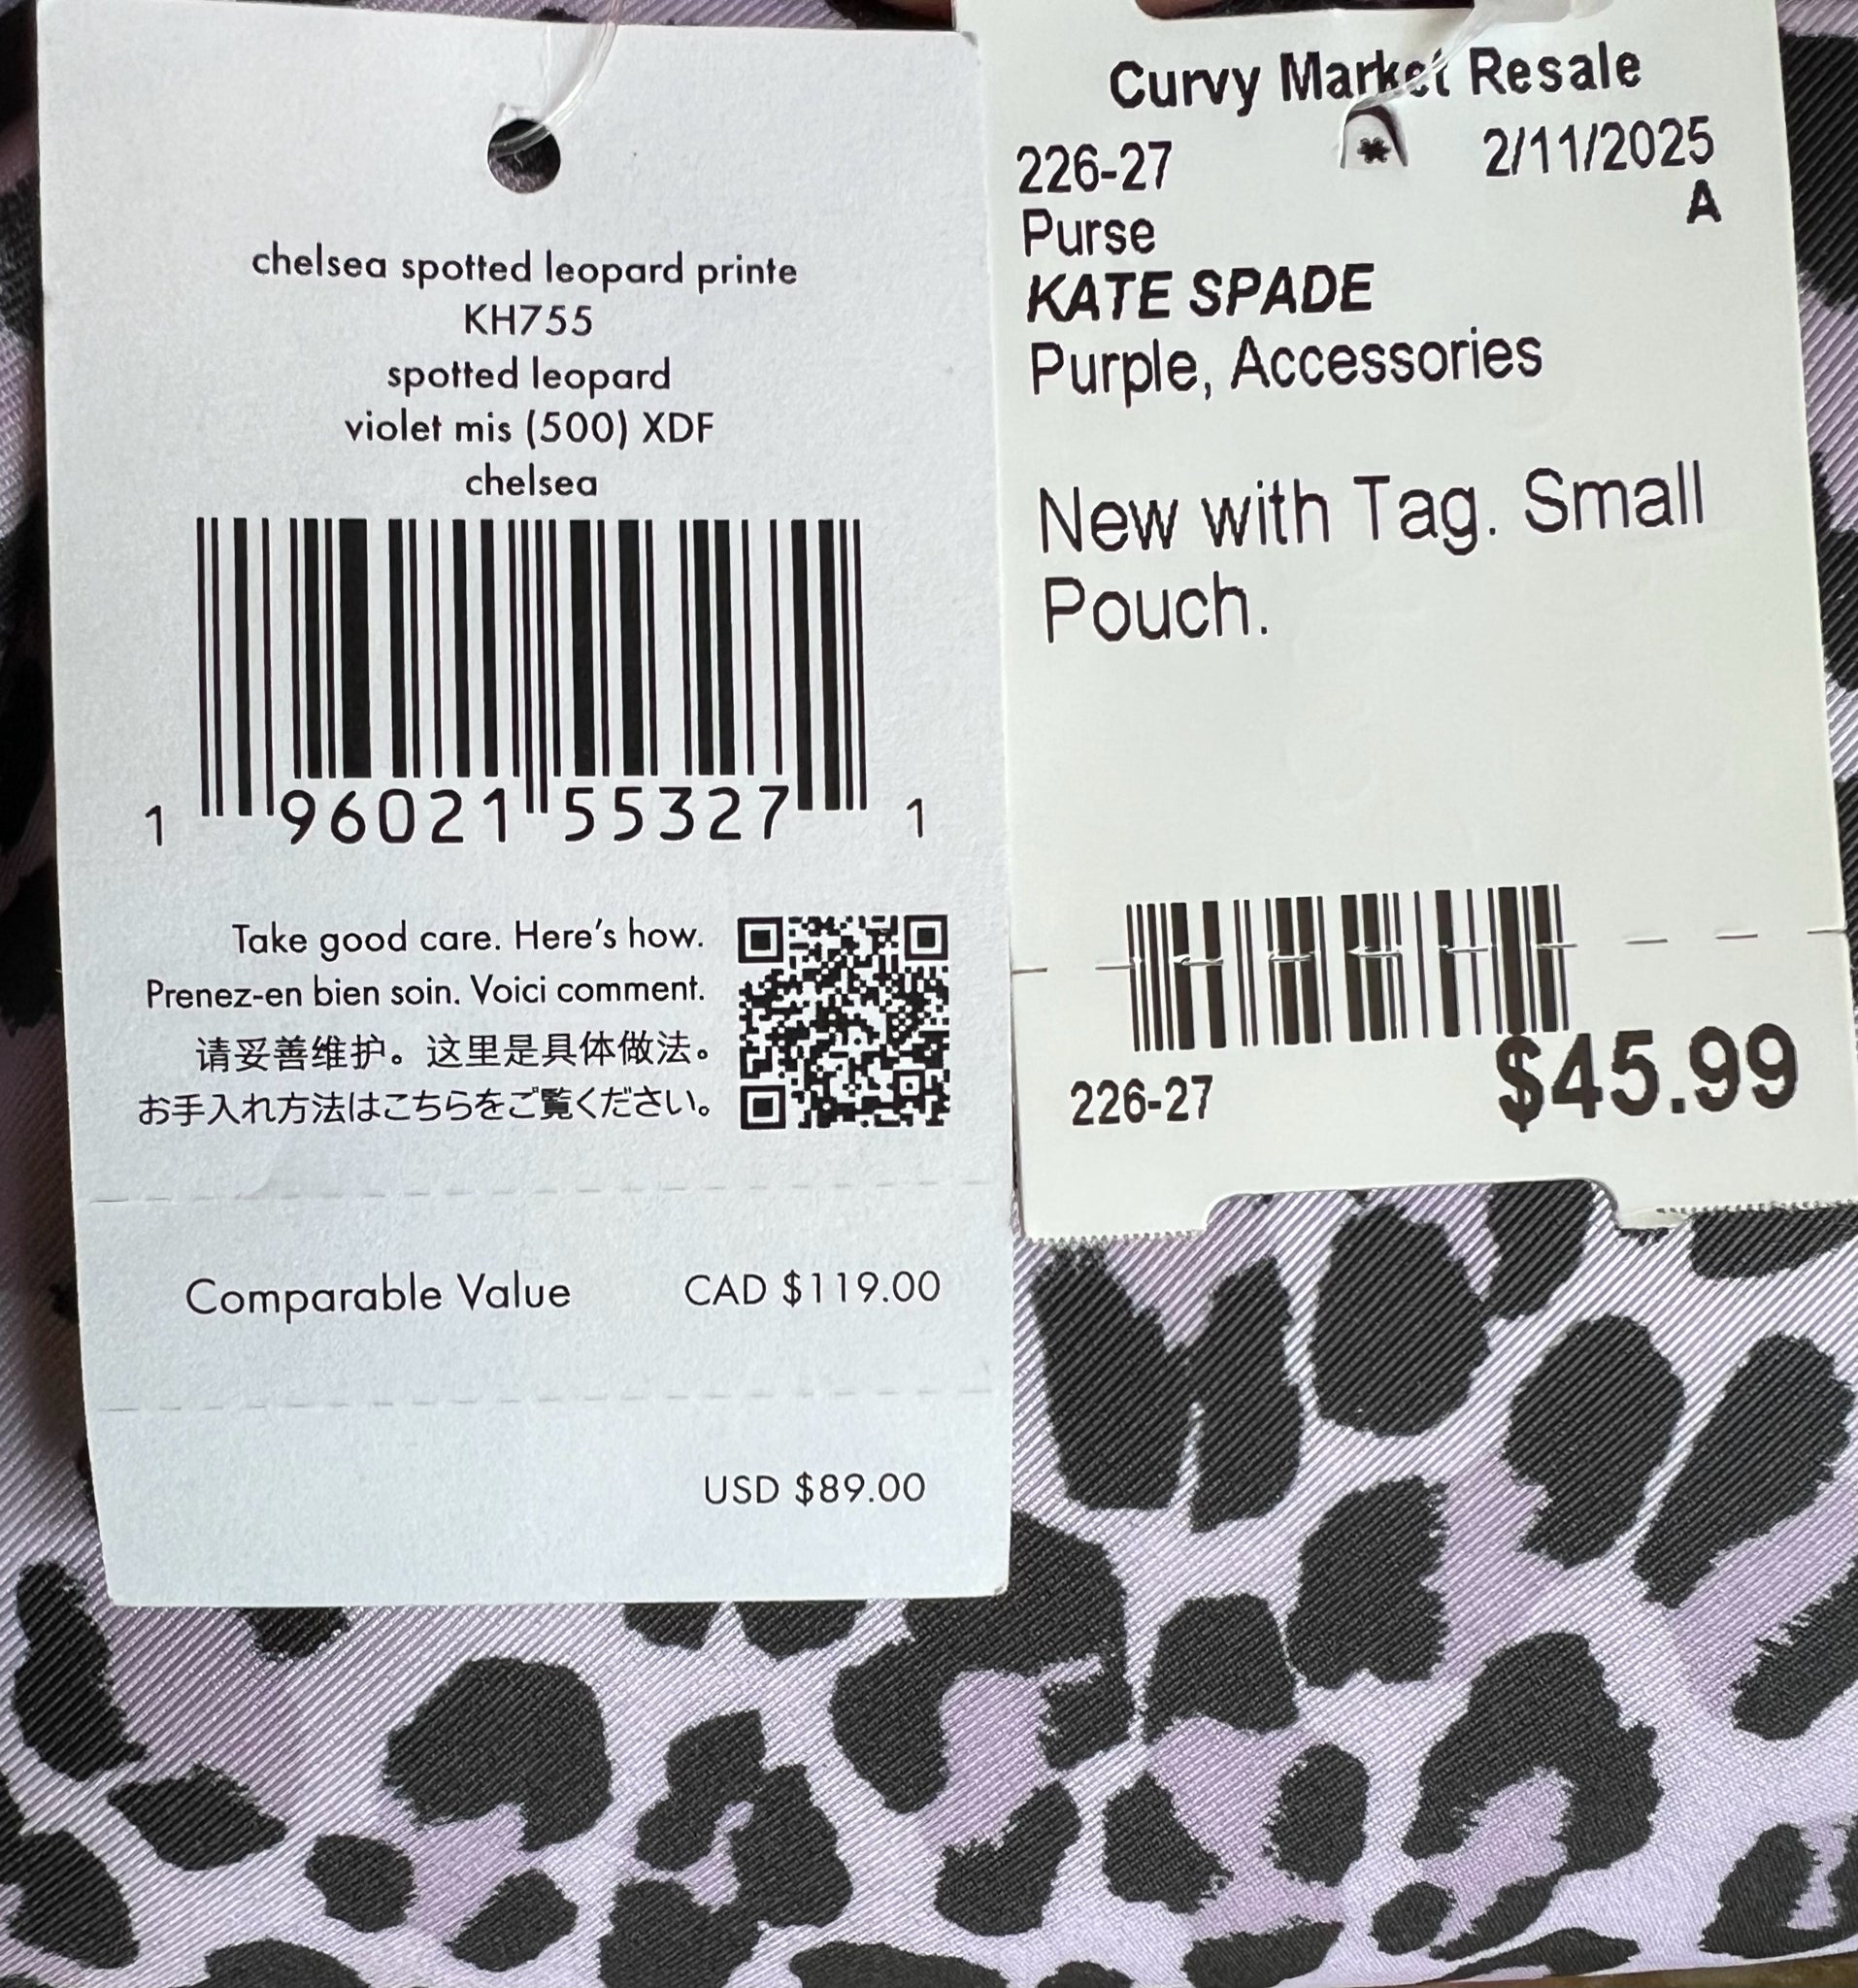 chelsea spotted leopard printe
KH755
spotted leopard
violet mis (500) XDF
chelsea
1 96021 55327 1
Take good care. Here's how.
Prenez-en bien soin. Voici comment.
请妥善维护。这里是具体做法。
お手入れ方法はこちらをご覧ください。
Comparable Value CAD $119.00
USD $89.00
Curvy Market Resale
226-27 * 2/11/2025
A
Purse
KATE SPADE
Purple, Accessories
New with Tag. Small
Pouch.
226-27 $45.99